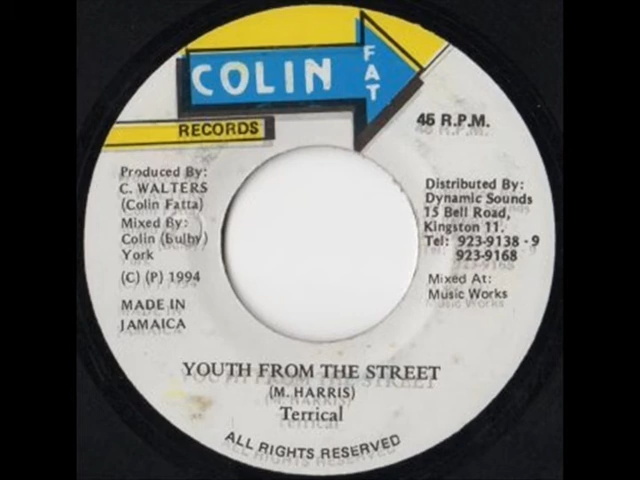 COLIN
FAT
RECORDS
45 R.P.M.
Produced By:
C. WALTERS
(Colin Fatta)
Mixed By:
Colin (bulby)
York
(C) (P) 1994
MADE IN
JAMAICA
Distributed By:
Dynamic Sounds
15 Bell Road,
Kingston 11.
Tel: 923-9138 - 9
923-9168
Mixed At:
Music Works
YOUTH FROM THE STREET
(M. HARRIS)
Terrical
ALL RIGHTS RESERVED